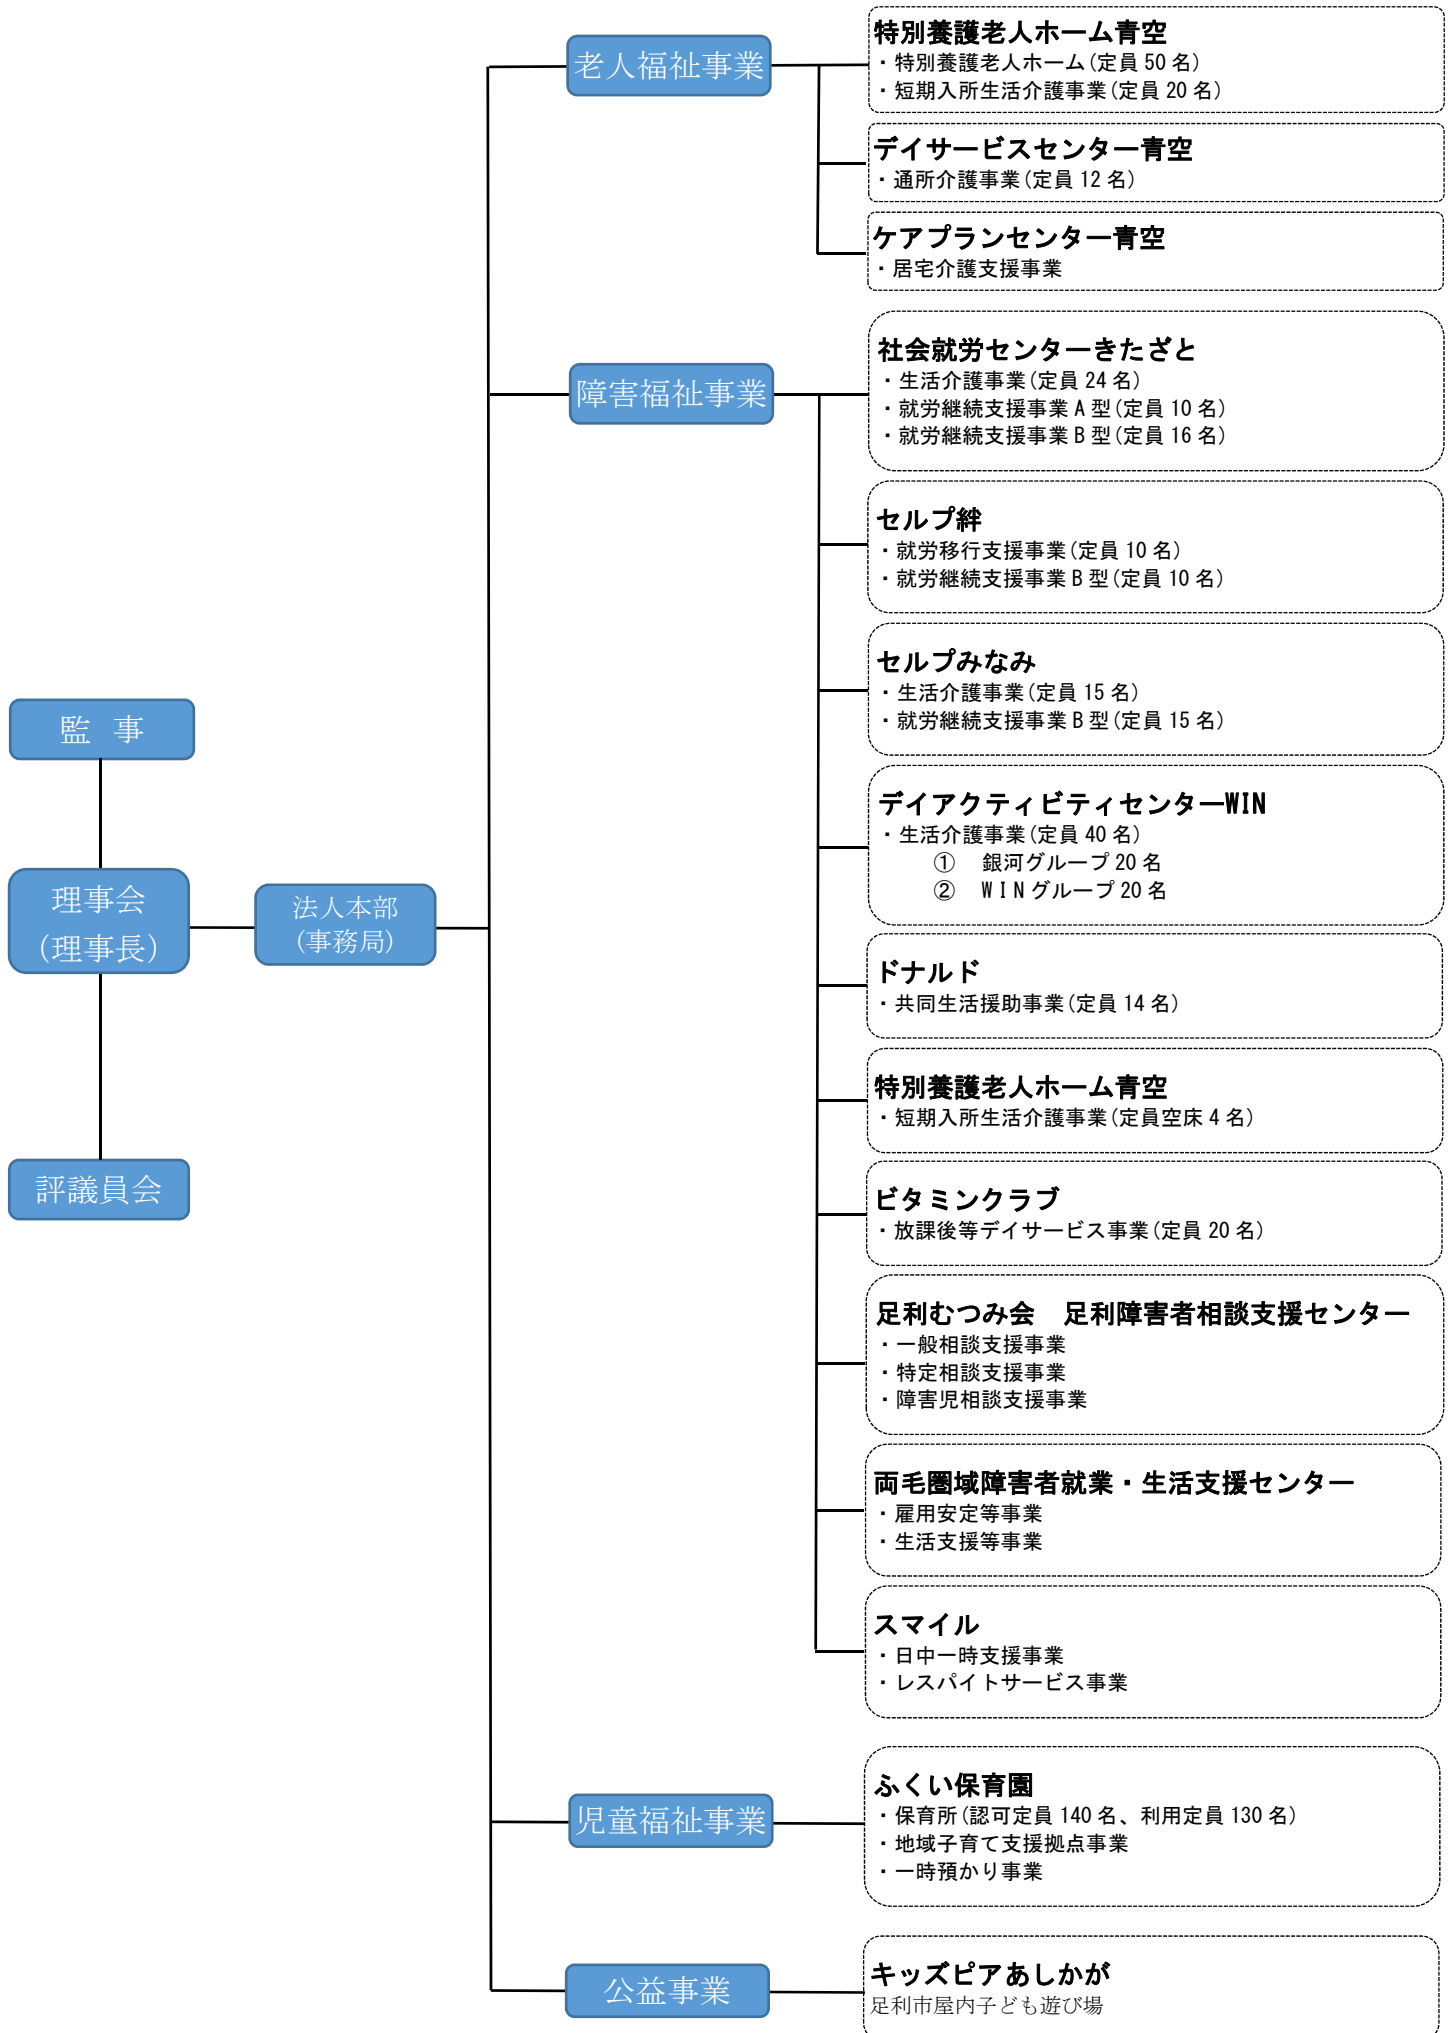 監 事
理事会
(理事長)
評議員会
法人本部
(事務局)
老人福祉事業
特別養護老人ホーム青空
・特別養護老人ホーム(定員 50 名)
・短期入所生活介護事業(定員 20 名)
デイサービスセンター青空
・通所介護事業(定員 12 名)
ケアプランセンター青空
・居宅介護支援事業
障害福祉事業
社会就労センターきたざと
・生活介護事業(定員 24 名)
・就労継続支援事業 A 型(定員 10 名)
・就労継続支援事業 B 型(定員 16 名)
セルプ絆
・就労移行支援事業(定員 10 名)
・就労継続支援事業 B 型(定員 10 名)
セルプみなみ
・生活介護事業(定員 15 名)
・就労継続支援事業 B 型(定員 15 名)
デイアクティビティセンターWIN
・生活介護事業(定員 40 名)
① 銀河グループ 20 名
② WIN グループ 20 名
ドナルド
・共同生活援助事業(定員 14 名)
特別養護老人ホーム青空
・短期入所生活介護事業(定員空床 4 名)
ビタミンクラブ
・放課後等デイサービス事業(定員 20 名)
足利むつみ会　足利障害者相談支援センター
・一般相談支援事業
・特定相談支援事業
・障害児相談支援事業
両毛圏域障害者就業・生活支援センター
・雇用安定等事業
・生活支援等事業
スマイル
・日中一時支援事業
・レスパイトサービス事業
児童福祉事業
ふくい保育園
・保育所(認可定員 140 名、利用定員 130 名)
・地域子育て支援拠点事業
・一時預かり事業
公益事業
キッズピアあしかが
足利市屋内子ども遊び場